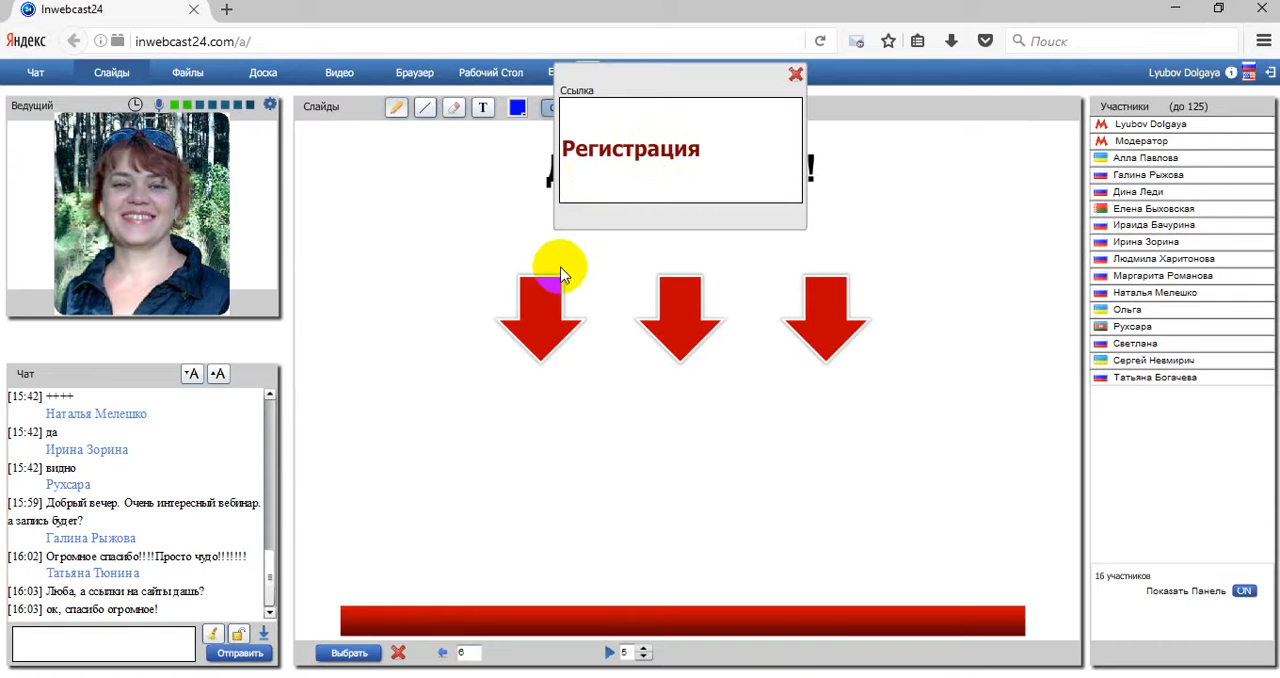 Inwebcast24
Яндекс
inwebcast24.com/a/
Поиск
Чат Слайды Файлы Доска Видео Браузер Рабочий Стол
Lyubov Dolgaya
Ведущий
Слайды
T
Ссылка
Регистрация
!
Участники (до 125)
Lyubov Dolgaya
Модератор
Алла Павлова
Галина Рыжова
Дина Леди
Елена Быховская
Ираида Бачурина
Ирина Зорина
Людмила Харитонова
Маргарита Романова
Наталья Мелешко
Ольга
Рухсара
Светлана
Сергей Невмирич
Татьяна Богачева
16 участников
Показать Панель ON
Чат
▾A ▴A
[15:42] ++++
Наталья Мелешко
[15:42] да
Ирина Зорина
[15:42] видно
Рухсара
[15:59] Добрый вечер. Очень интересный вебинар.
а запись будет?
Галина Рыжова
[16:02] Огромное спасибо!!!!Просто чудо!!!!!!!
Татьяна Тюнина
[16:03] Люба, а ссылки на сайты дашь?
[16:03] ок, спасибо огромное!
Отправить
Выбрать
6
5